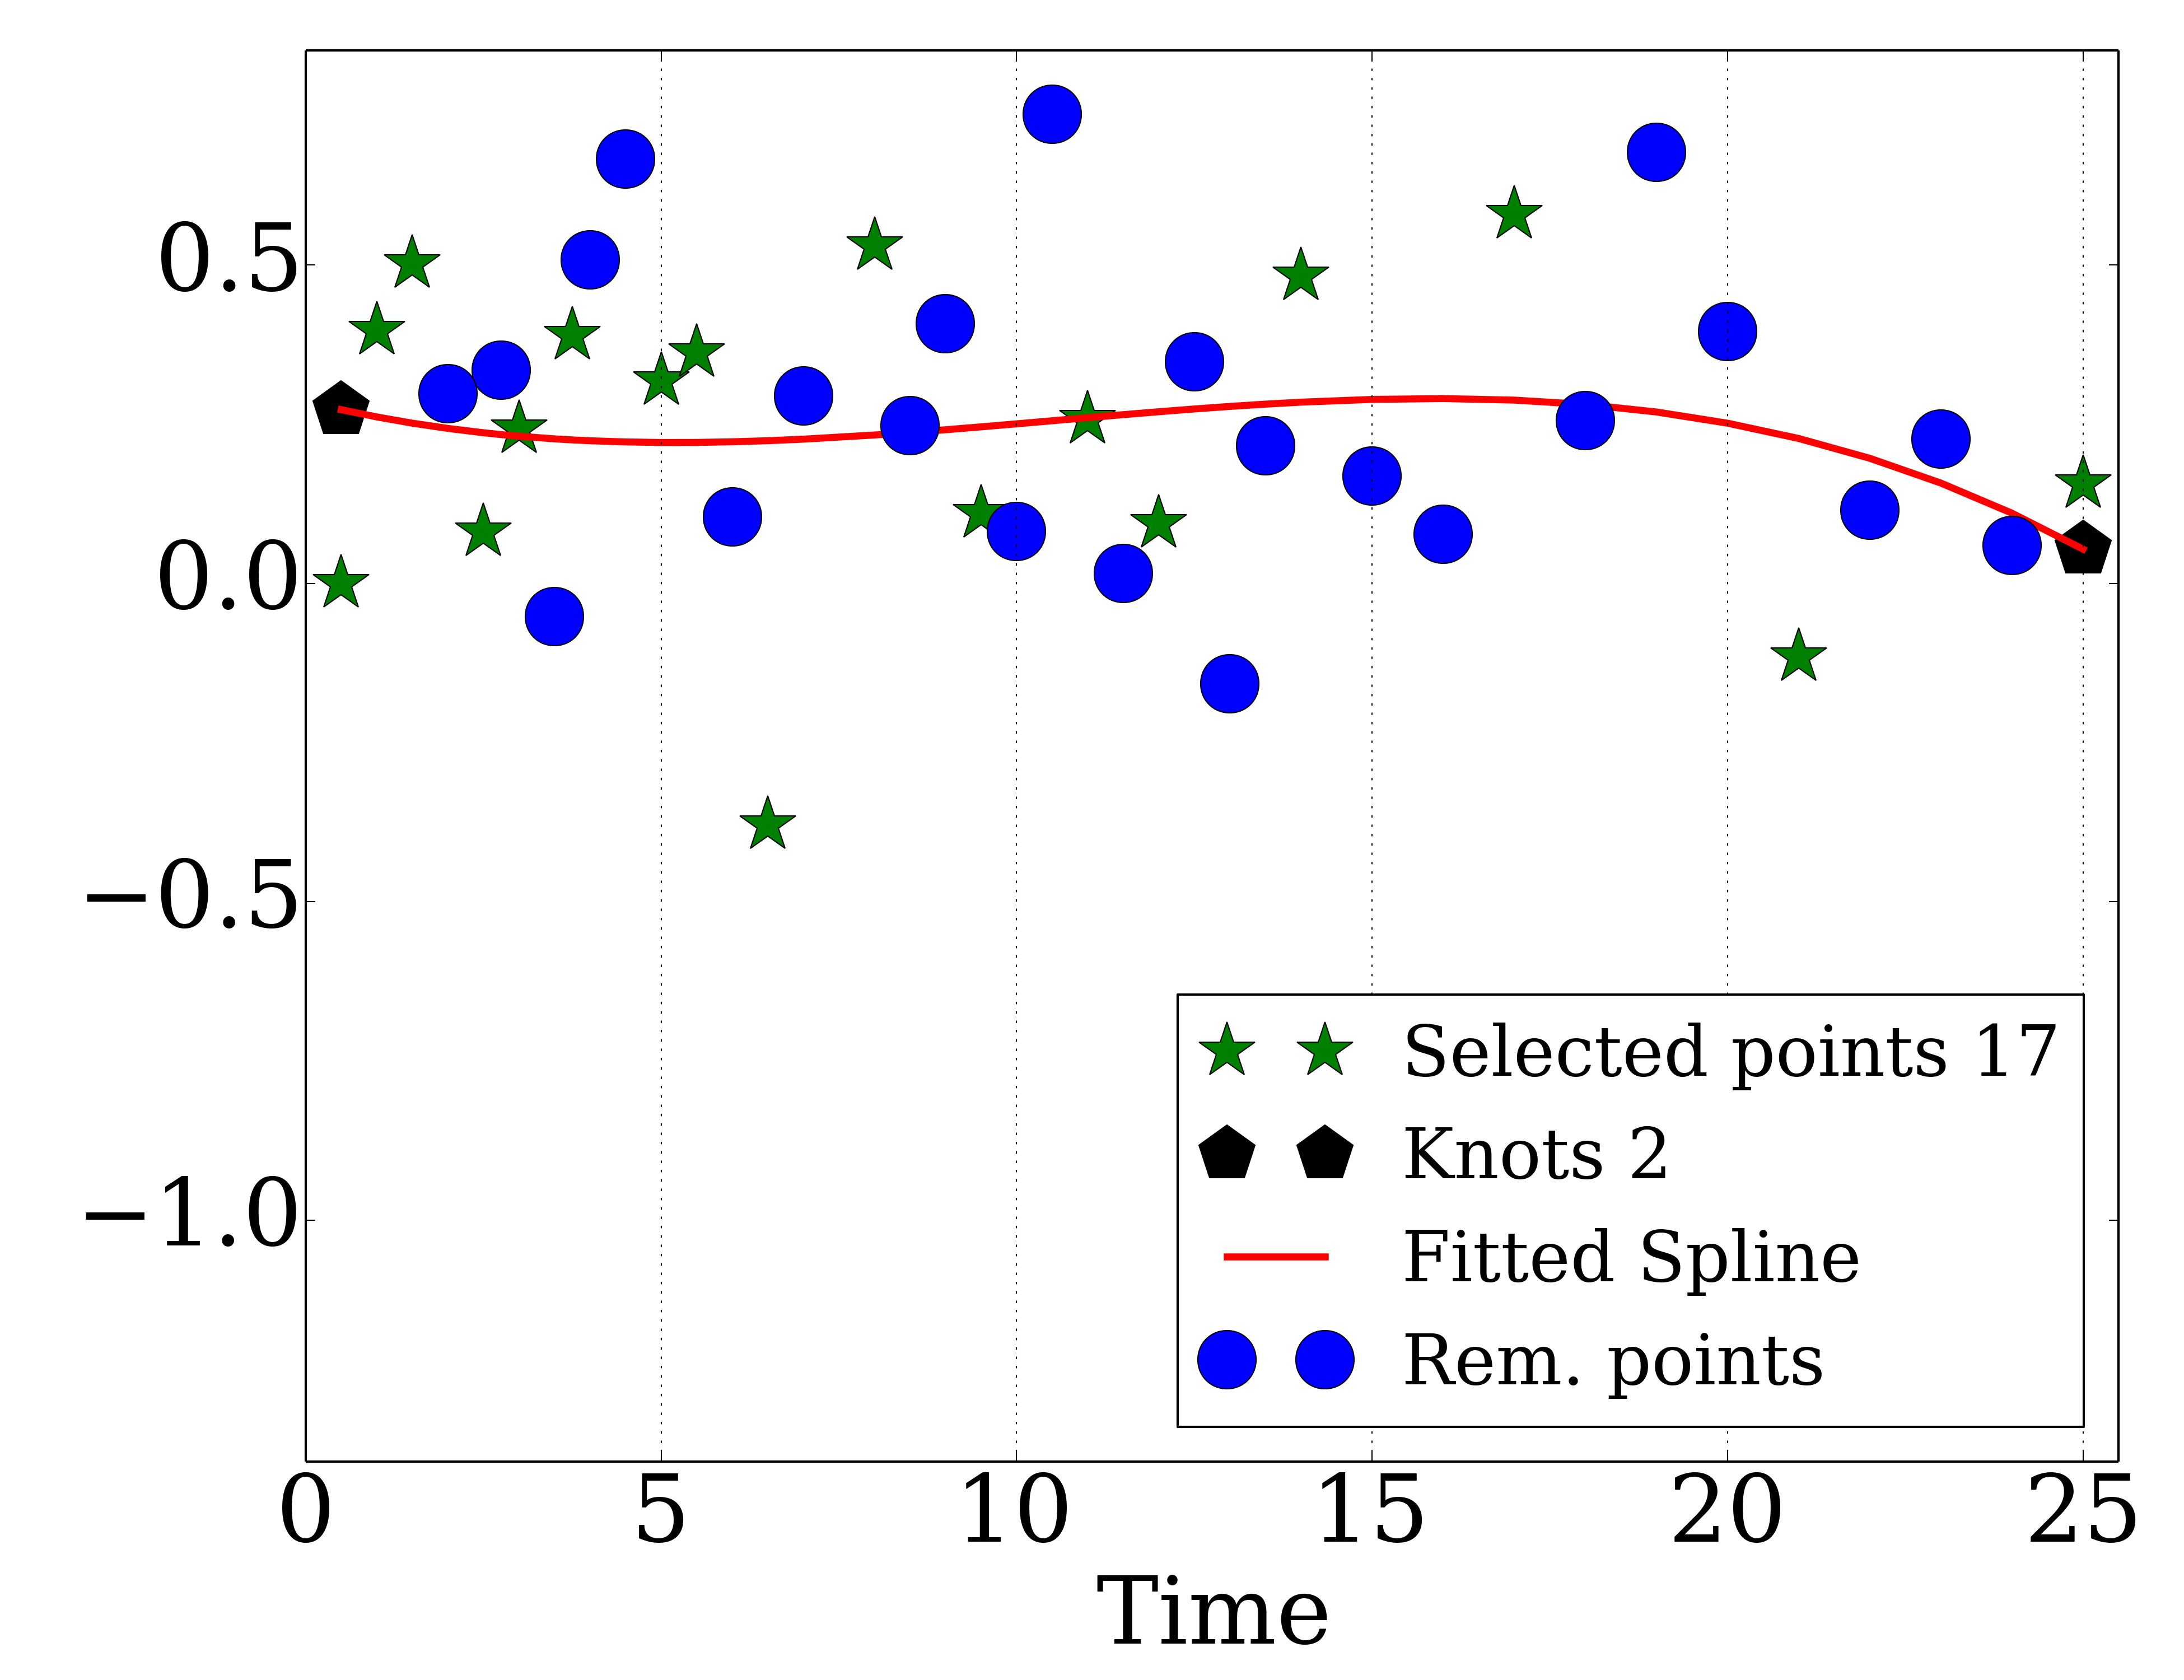 0.5
0.0
−0.5
−1.0
Selected points 17
Knots 2
Fitted Spline
Rem. points
0 5 10 15 20 25
Time